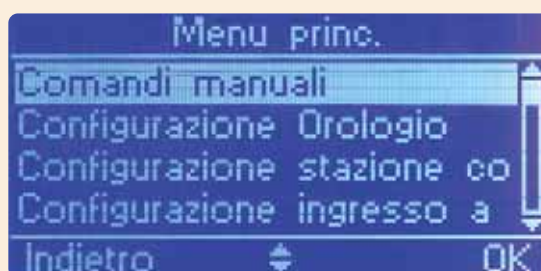 Menu princ.
Comandi manuali
Configurazione Orologio
Configurazione stazione co
Configurazione ingresso a
Indietro OK